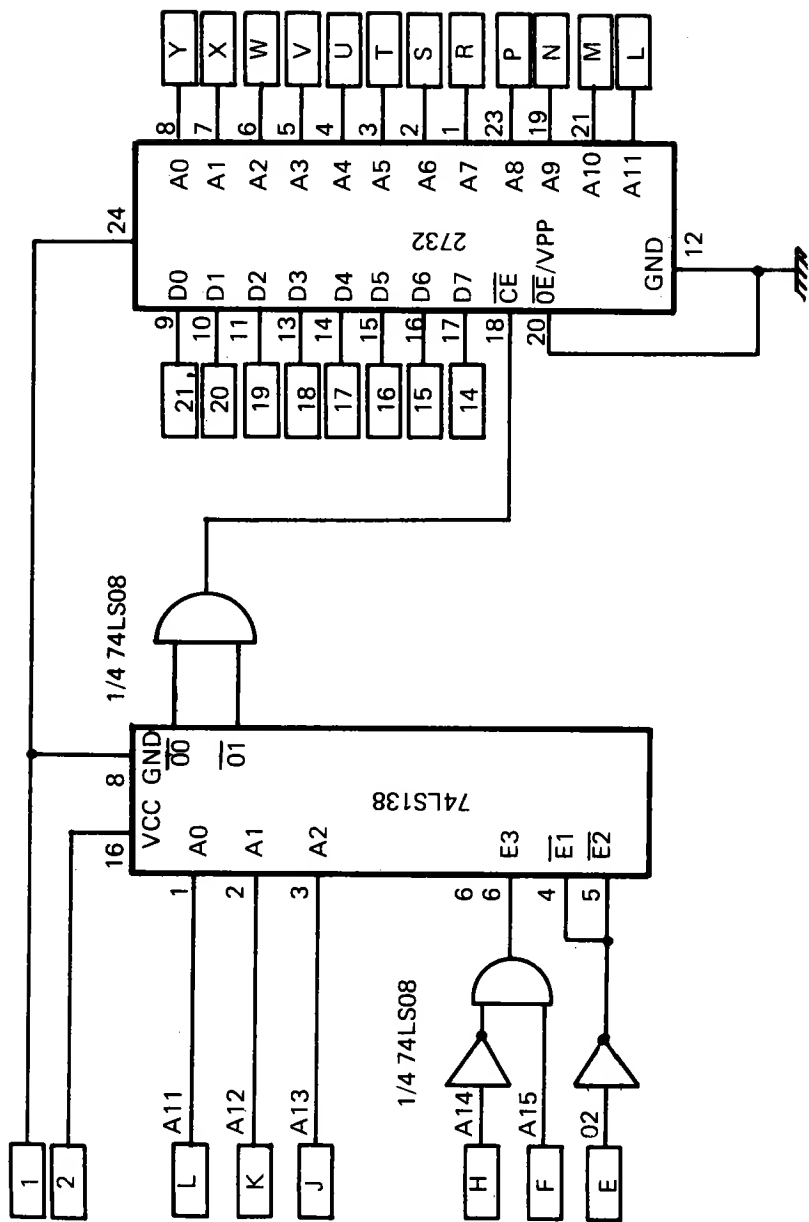 1
2
L
A11
K
A12
J
A13
H
A14
F
A15
E
02
1/4 74LS08
16
VCC
8
GND
1
A0
2
A1
3
A2
6
6
E3
4
E1
5
E2
O0
O1
74LS138
1/4 74LS08
24
21,
9
D0
20
10
D1
19
11
D2
18
13
D3
17
14
D4
16
15
D5
15
16
D6
14
17
D7
18
CE
20
OE/VPP
2732
GND
12
A0
8
Y
A1
7
X
A2
6
W
A3
5
V
A4
4
U
A5
3
T
A6
2
S
A7
1
R
A8
23
P
A9
19
N
A10
21
M
A11
L